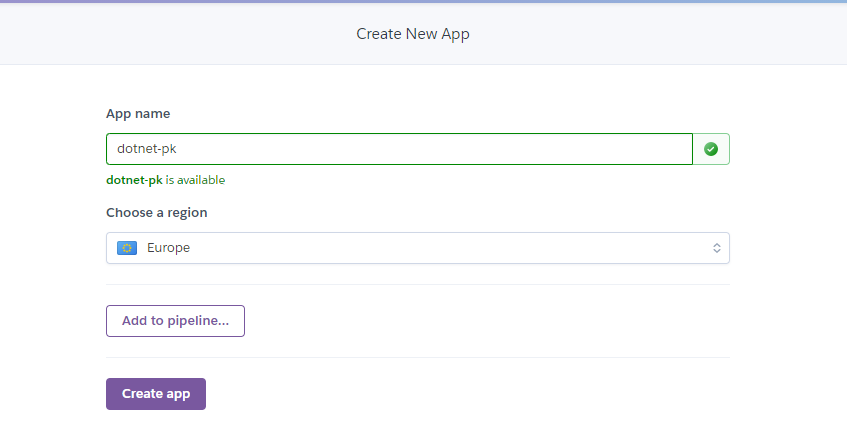 Create New App
App name
dotnet-pk
dotnet-pk is available
Choose a region
Europe
Add to pipeline...
Create app